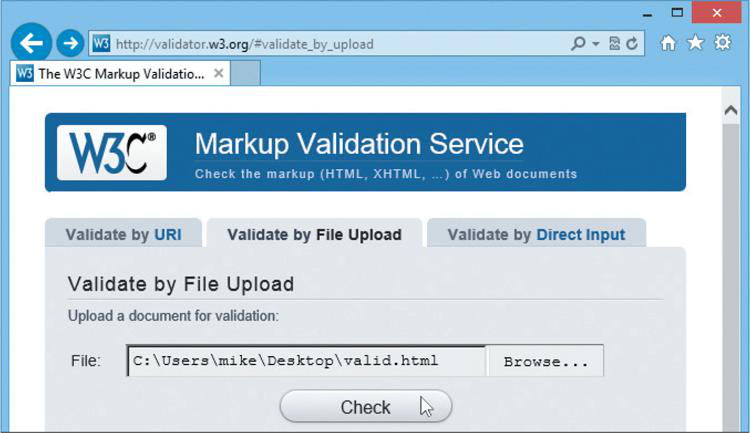 W3 http://validator.w3.org/#validate_by_upload
W3 The W3C Markup Validatio...
W3C®
Markup Validation Service
Check the markup (HTML, XHTML, …) of Web documents
Validate by URI Validate by File Upload Validate by Direct Input
Validate by File Upload
Upload a document for validation:
File: C:\Users\mike\Desktop\valid.html Browse...
Check